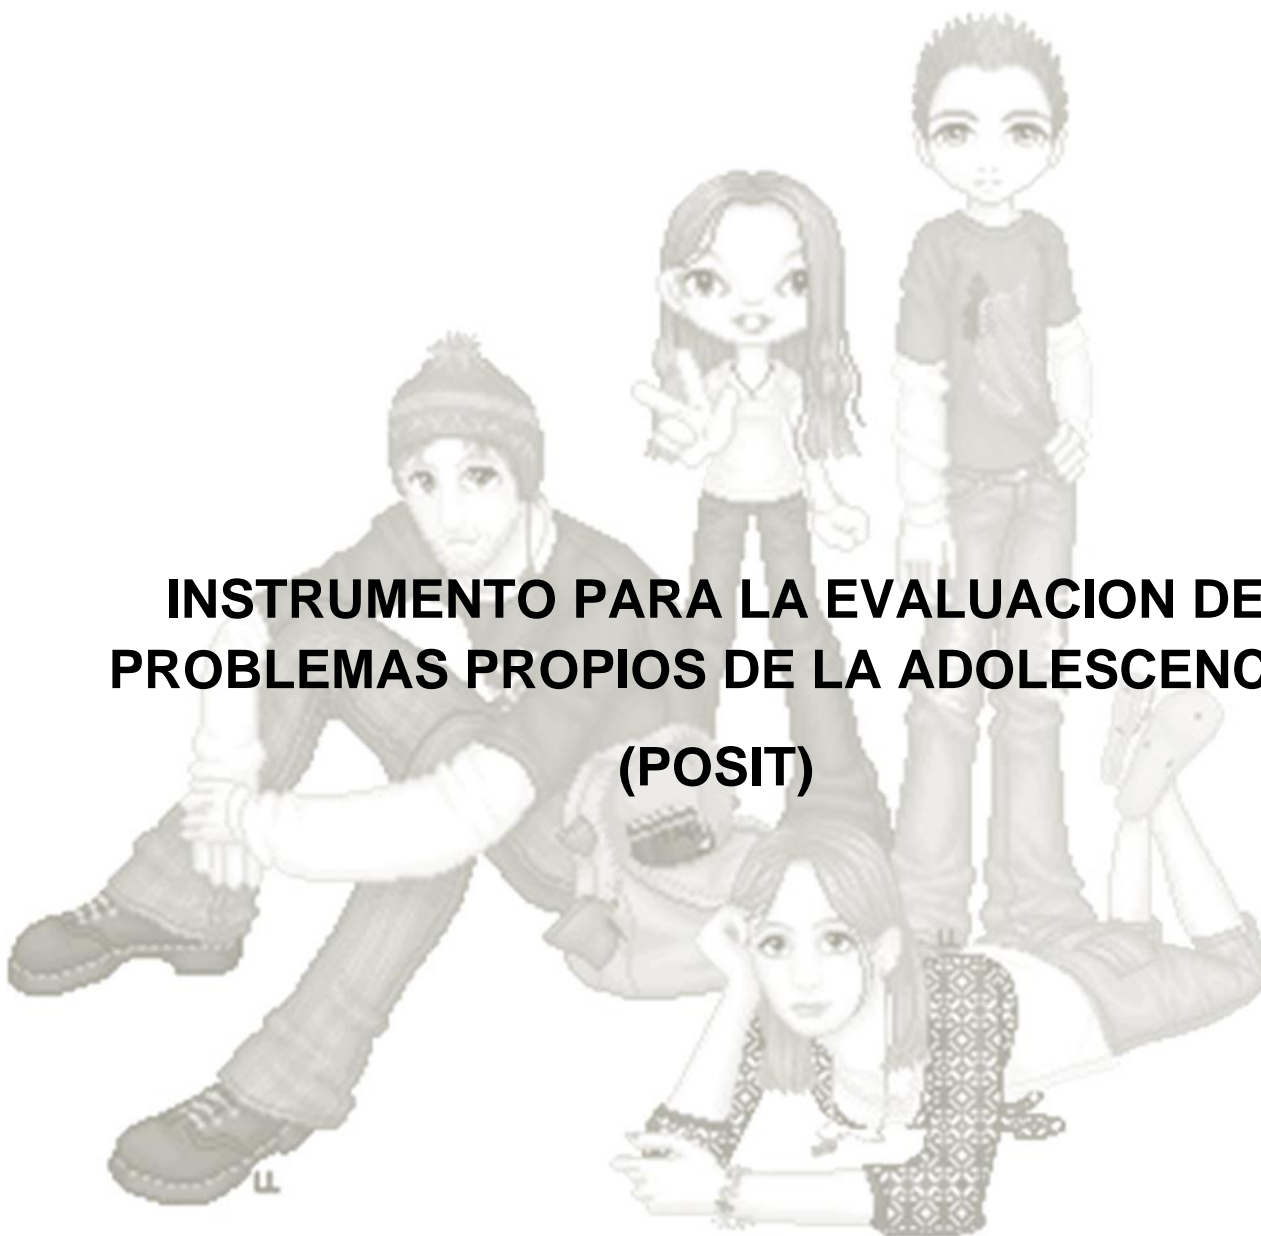 INSTRUMENTO PARA LA EVALUACION DE
PROBLEMAS PROPIOS DE LA ADOLESCENC
(POSIT)